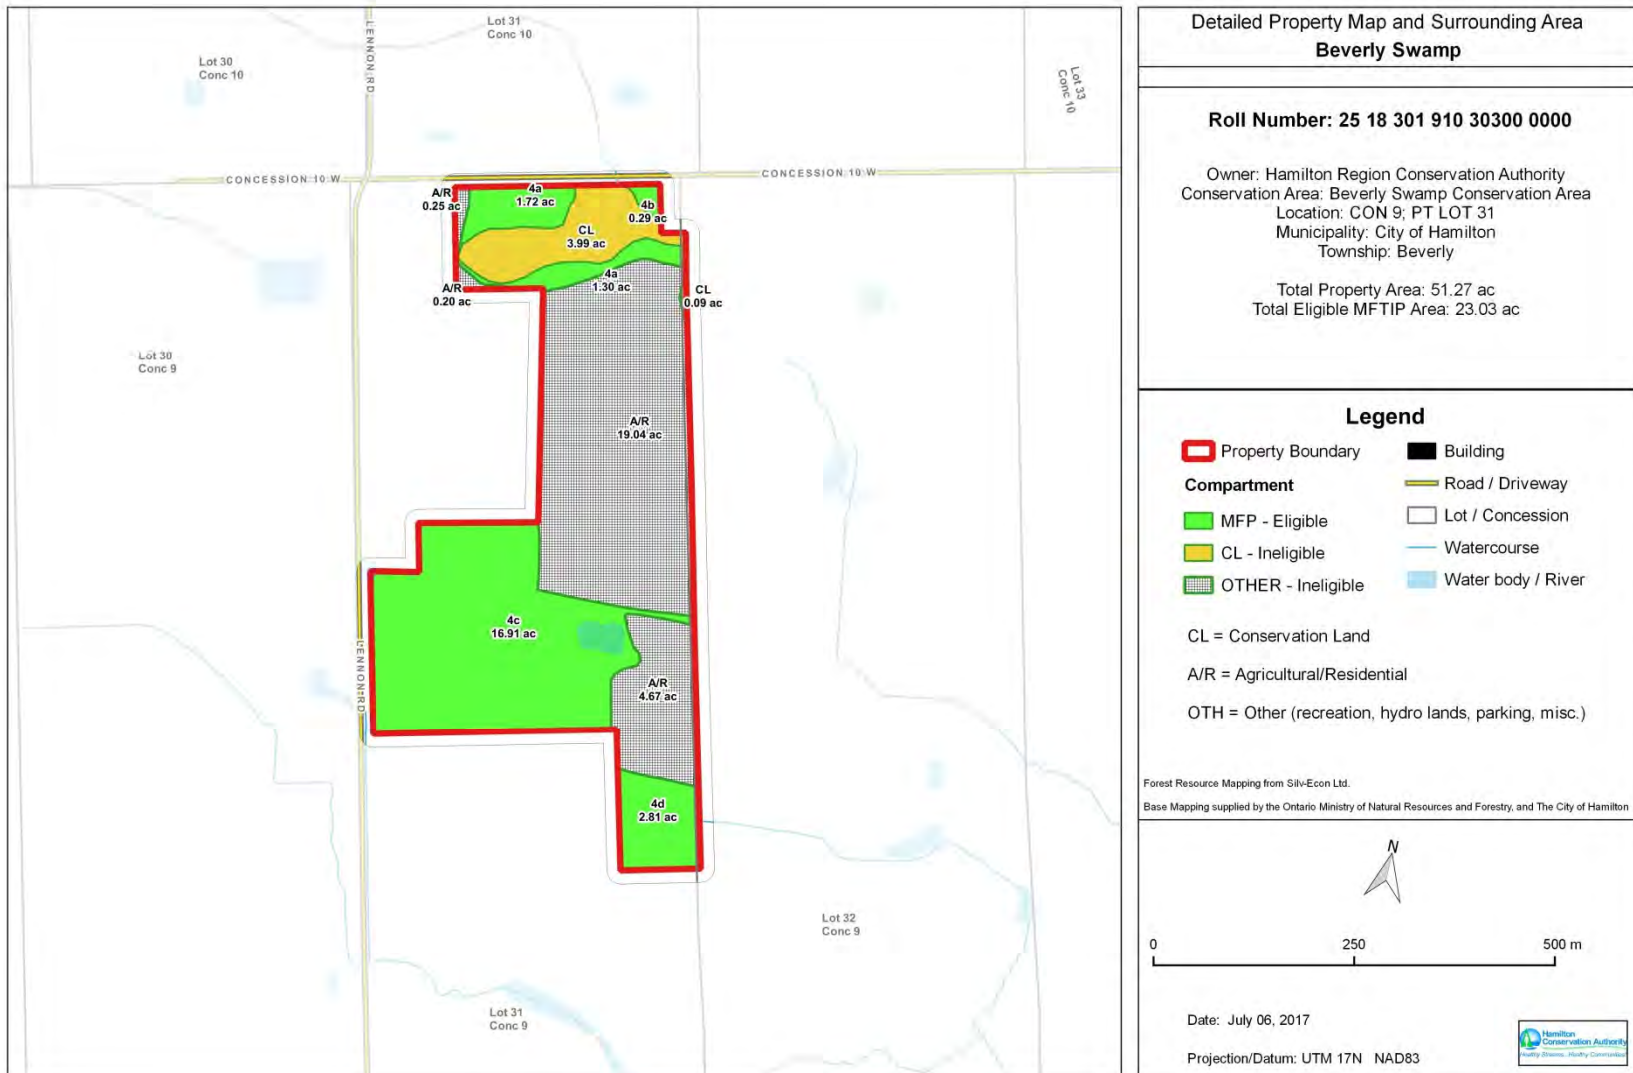 Lot 31
Conc 10
Lot 30
Conc 10
LENNON RD
Lot 33
Conc 10
CONCESSION 10 W
CONCESSION 10 W
A/R
0.25 ac
4a
1.72 ac
4b
0.29 ac
CL
3.99 ac
4a
1.30 ac
A/R
0.20 ac
CL
0.09 ac
Lot 30
Conc 9
A/R
19.04 ac
4c
16.91 ac
LENNON RD
A/R
4.67 ac
4d
2.81 ac
Lot 32
Conc 9
Lot 31
Conc 9
Detailed Property Map and Surrounding Area
Beverly Swamp
Roll Number: 25 18 301 910 30300 0000
Owner: Hamilton Region Conservation Authority
Conservation Area: Beverly Swamp Conservation Area
Location: CON 9; PT LOT 31
Municipality: City of Hamilton
Township: Beverly
Total Property Area: 51.27 ac
Total Eligible MFTIP Area: 23.03 ac
Legend
Property Boundary
Building
Compartment
Road / Driveway
MFP - Eligible
Lot / Concession
CL - Ineligible
Watercourse
OTHER - Ineligible
Water body / River
CL = Conservation Land
A/R = Agricultural/Residential
OTH = Other (recreation, hydro lands, parking, misc.)
Forest Resource Mapping from Silv-Econ Ltd.
Base Mapping supplied by the Ontario Ministry of Natural Resources and Forestry, and The City of Hamilton
N
0 250 500 m
Date: July 06, 2017
Projection/Datum: UTM 17N NAD83
Hamilton
Conservation Authority
Healthy Streams...Healthy Communities!